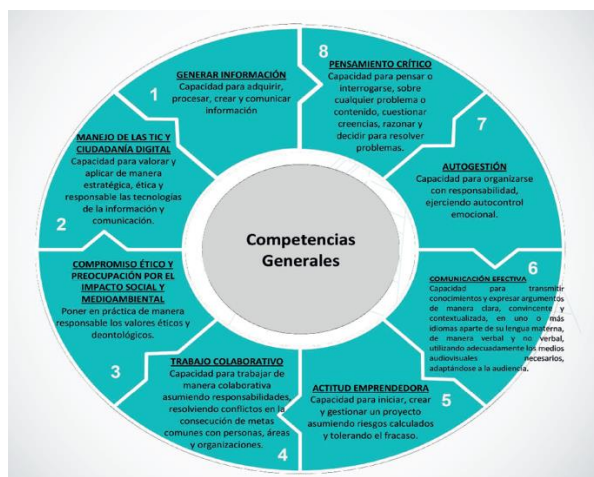 8
PENSAMIENTO CRÍTICO
Capacidad para pensar o
interrogarse, sobre
cualquier problema o
contenido, cuestionar
creencias, razonar y
decidir para resolver
problemas.
1
GENERAR INFORMACIÓN
Capacidad para adquirir,
procesar, crear y comunicar
información
2
MANEJO DE LAS TIC Y
CIUDADANÍA DIGITAL
Capacidad para valorar y
aplicar de manera
estratégica, ética y
responsable las tecnologías
de la información y
comunicación.
7
AUTOGESTIÓN
Capacidad para organizarse
con responsabilidad,
ejerciendo autocontrol
emocional.
Competencias
Generales
COMPROMISO ÉTICO Y
PREOCUPACIÓN POR EL
IMPACTO SOCIAL Y
MEDIOAMBIENTAL
Poner en práctica de manera
responsable los valores éticos y
deontológicos.
3
6
COMUNICACIÓN EFECTIVA
Capacidad para transmitir
conocimientos y expresar argumentos
de manera clara, convincente y
contextualizada, en uno o más
idiomas aparte de su lengua materna,
de manera verbal y no verbal,
utilizando adecuadamente los medios
audiovisuales necesarios,
adaptándose a la audiencia.
TRABAJO COLABORATIVO
Capacidad para trabajar de
manera colaborativa
asumiendo responsabilidades,
resolviendo conflictos en la
consecución de metas
comunes con personas, áreas
y organizaciones.
4
ACTITUD EMPRENDEDORA
Capacidad para iniciar, crear
y gestionar un proyecto
asumiendo riesgos calculados
y tolerando el fracaso.
5